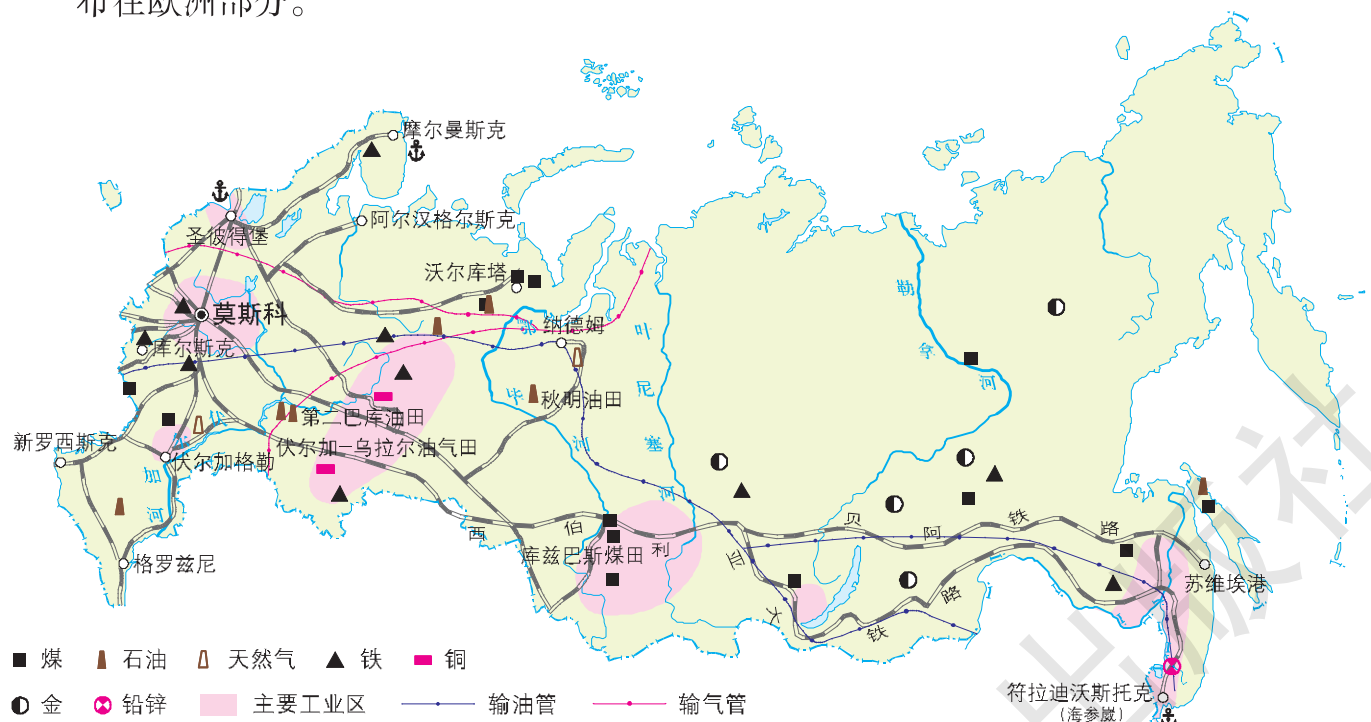 布在欧洲部分。
摩尔曼斯克
阿尔汉格尔斯克
圣彼得堡
沃尔库塔
莫斯科
勒
拿
河
鄂
毕
河
纳德姆
叶
尼
塞
河
库尔斯克
秋明油田
第二巴库油田
新罗西斯克
伏
尔
加
河
伏尔加格勒
伏尔加-乌拉尔油气田
格罗兹尼
西
伯
利
亚
大
铁
路
库兹巴斯煤田
贝
阿
铁
路
苏维埃港
符拉迪沃斯托克
(海参崴)
煤 石油 天然气 铁 铜
金 铅锌 主要工业区 输油管 输气管
出版社